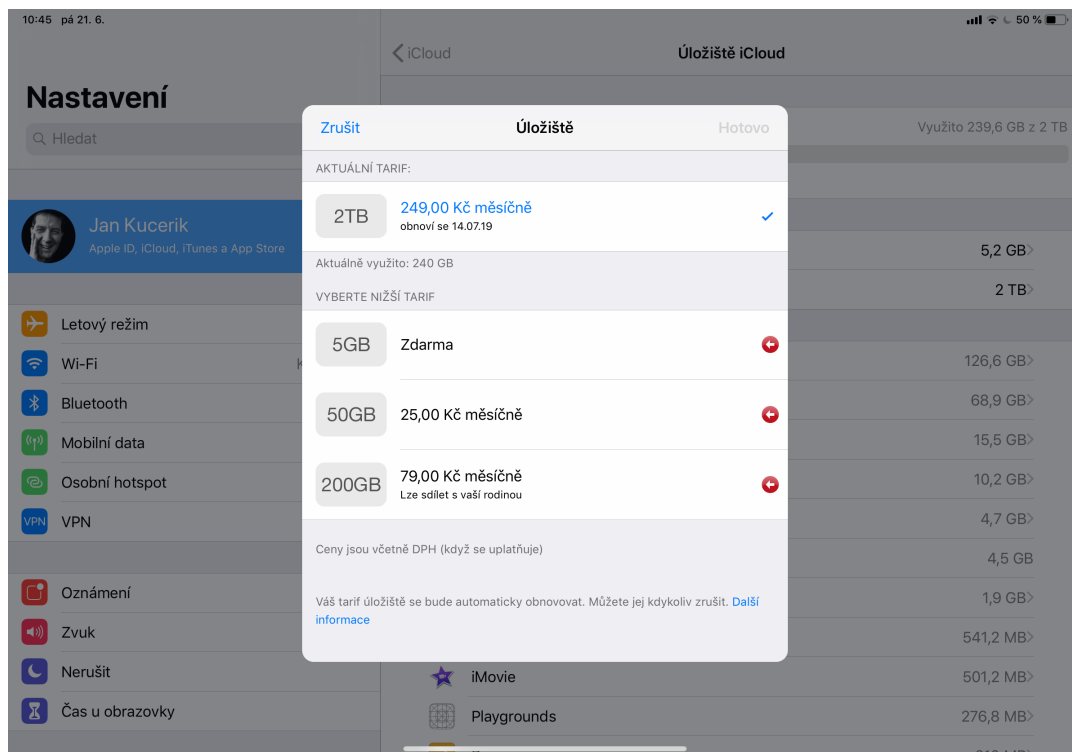 10:45 pá 21. 6.
50 %
Nastavení
Hledat
Jan Kucerik
Apple ID, iCloud, iTunes a App Store
Letový režim
Wi-Fi
Bluetooth
Mobilní data
Osobní hotspot
VPN
VPN
Oznámení
Zvuk
Nerušit
Čas u obrazovky
iCloud
Úložiště iCloud
Využito 239,6 GB z 2 TB
Zrušit
Úložiště
Hotovo
AKTUÁLNÍ TARIF:
2TB
249,00 Kč měsíčně
obnoví se 14.07.19
Aktuálně využito: 240 GB
VYBERTE NIŽŠÍ TARIF
5GB
Zdarma
50GB
25,00 Kč měsíčně
200GB
79,00 Kč měsíčně
Lze sdílet s vaší rodinou
Ceny jsou včetně DPH (když se uplatňuje)
Váš tarif úložiště se bude automaticky obnovovat. Můžete jej kdykoliv zrušit. Další
informace
5,2 GB
2 TB
126,6 GB
68,9 GB
15,5 GB
10,2 GB
4,7 GB
4,5 GB
1,9 GB
541,2 MB
iMovie
501,2 MB
Playgrounds
276,8 MB